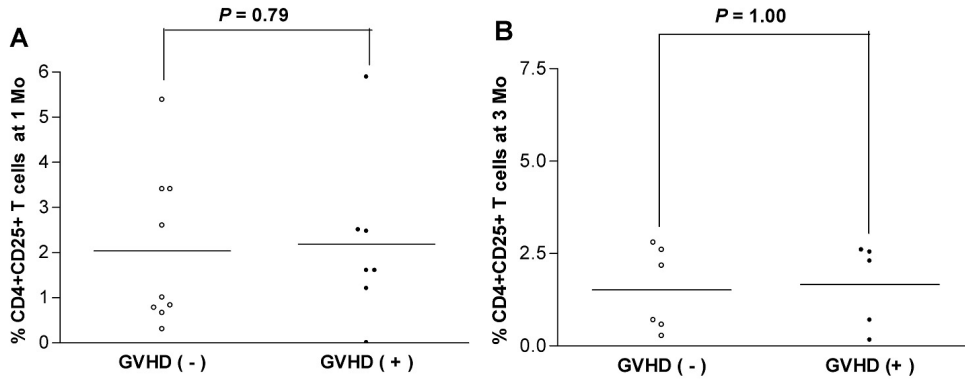 A
P = 0.79
% CD4+CD25+ T cells at 1 Mo
6
5
4
3
2
1
0
GVHD ( - )
GVHD ( + )
B
P = 1.00
% CD4+CD25+ T cells at 3 Mo
7.5
5.0
2.5
0.0
GVHD ( - )
GVHD (+ )